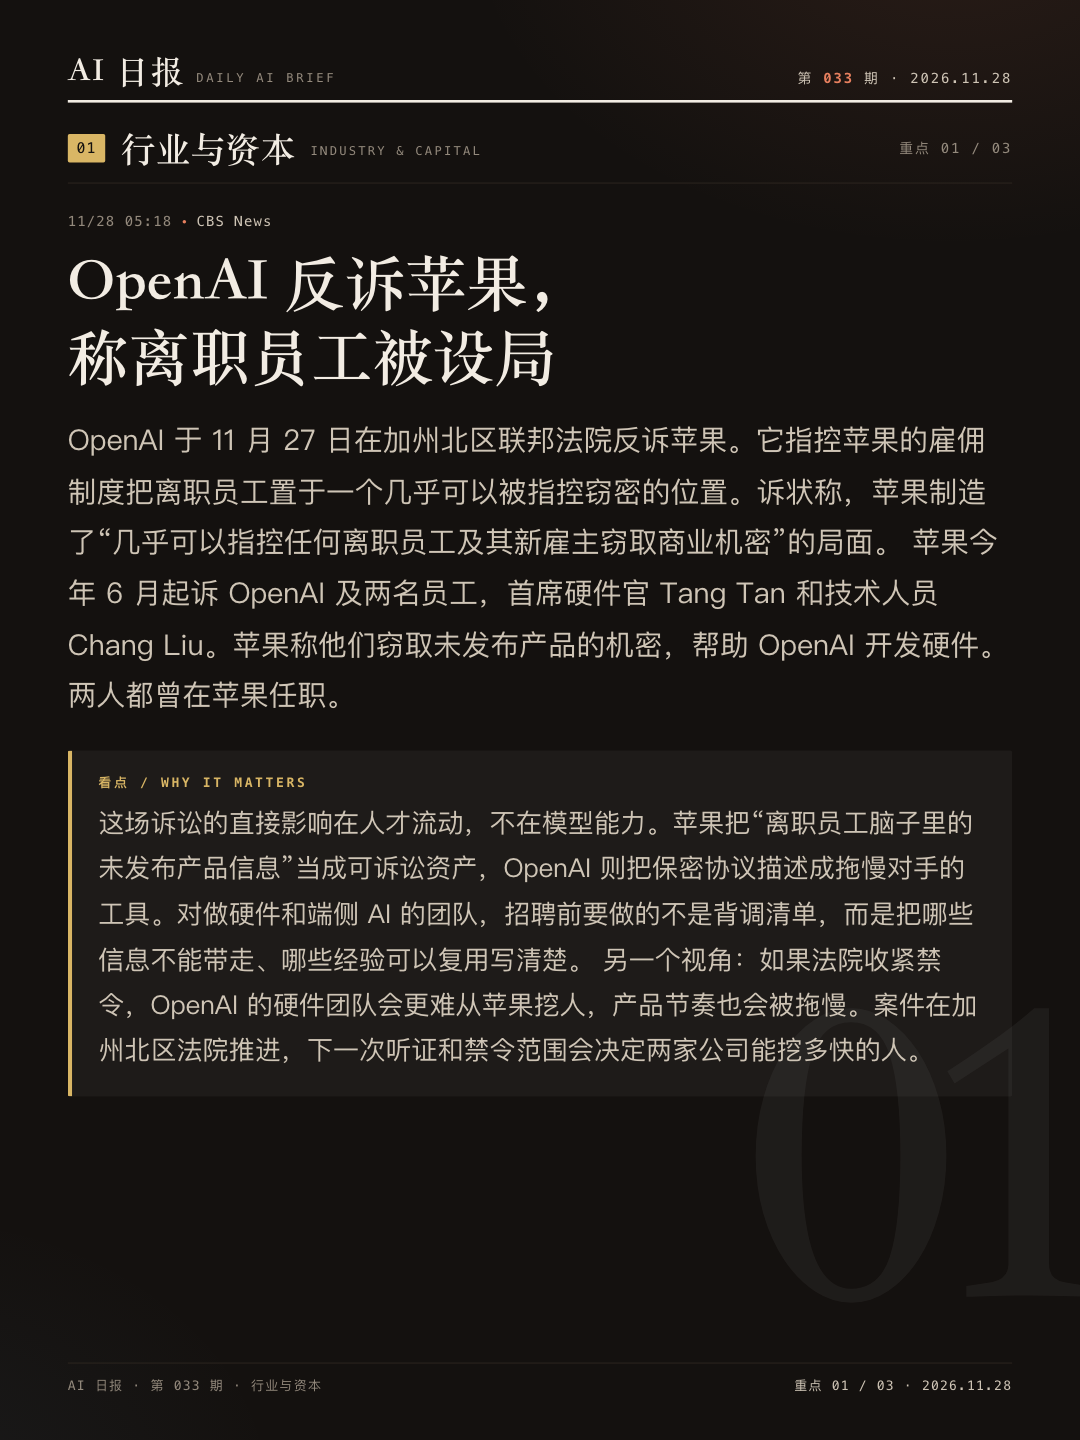 AI 日报 DAILY AI BRIEF
第 033 期 · 2026.11.28
01 行业与资本 INDUSTRY & CAPITAL
重点 01 / 03
11/28 05:18 • CBS News
OpenAI 反诉苹果，
称离职员工被设局
OpenAI 于 11 月 27 日在加州北区联邦法院反诉苹果。它指控苹果的雇佣
制度把离职员工置于一个几乎可以被指控窃密的位置。诉状称，苹果制造
了“几乎可以指控任何离职员工及其新雇主窃取商业机密”的局面。 苹果今
年 6 月起诉 OpenAI 及两名员工，首席硬件官 Tang Tan 和技术人员
Chang Liu。苹果称他们窃取未发布产品的机密，帮助 OpenAI 开发硬件。
两人都曾在苹果任职。
看点 / WHY IT MATTERS
这场诉讼的直接影响在人才流动，不在模型能力。苹果把“离职员工脑子里的
未发布产品信息”当成可诉讼资产，OpenAI 则把保密协议描述成拖慢对手的
工具。对做硬件和端侧 AI 的团队，招聘前要做的不是背调清单，而是把哪些
信息不能带走、哪些经验可以复用写清楚。 另一个视角：如果法院收紧禁
令，OpenAI 的硬件团队会更难从苹果挖人，产品节奏也会被拖慢。案件在加
州北区法院推进，下一次听证和禁令范围会决定两家公司能挖多快的人。
01
AI 日报 · 第 033 期 · 行业与资本
重点 01 / 03 · 2026.11.28